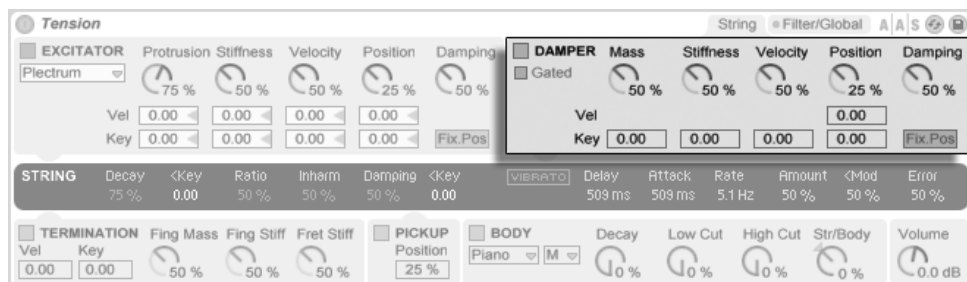 Tension String Filter/Global A A S
EXCITATOR Protrusion Stiffness Velocity Position Damping
Plectrum 75 % 50 % 50 % 25 % 50 %
Vel 0.00 0.00 0.00 0.00
Key 0.00 0.00 0.00 0.00 Fix.Pos
DAMPER Mass Stiffness Velocity Position Damping
Gated 50 % 50 % 50 % 25 % 50 %
Vel 0.00
Key 0.00 0.00 0.00 0.00 Fix.Pos
STRING Decay <Key Ratio Inharm Damping <Key VIBRATO Delay Attack Rate Amount <Mod Error
75 % 0.00 50 % 50 % 50 % 0.00 509 ms 509 ms 5.1 Hz 50 % 50 % 50 %
TERMINATION Fing Mass Fing Stiff Fret Stiff
Vel Key
0.00 0.00 50 % 50 % 50 %
PICKUP
Position
25 %
BODY Decay Low Cut High Cut Str/Body Volume
Piano M 0 % 0 % 0 % 0 % 0.0 dB